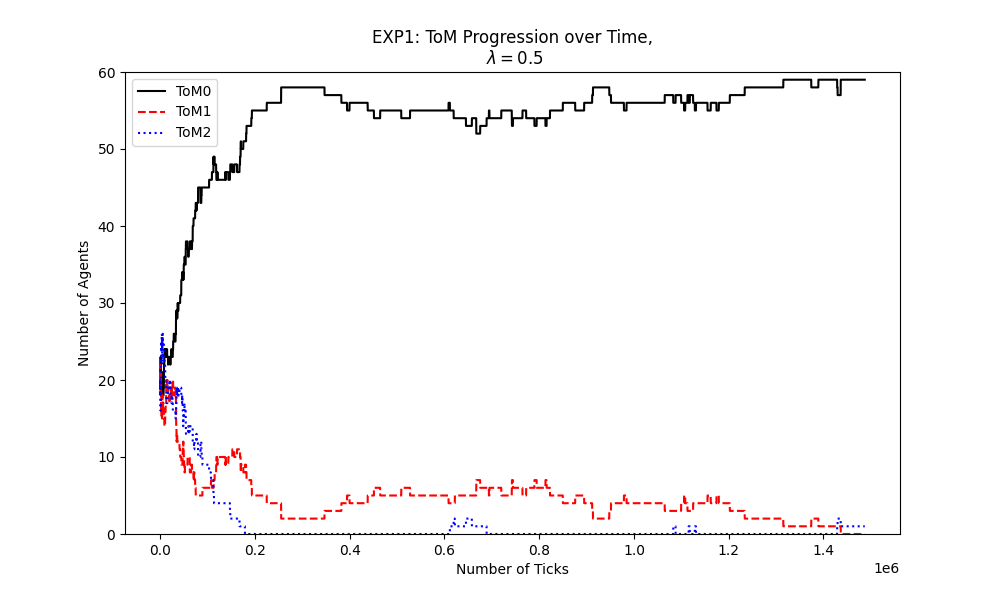 EXP1: ToM Progression over Time,
λ = 0.5
ToM0
ToM1
ToM2
Number of Agents
60
50
40
30
20
10
0
0.0 0.2 0.4 0.6 0.8 1.0 1.2 1.4
1e6
Number of Ticks